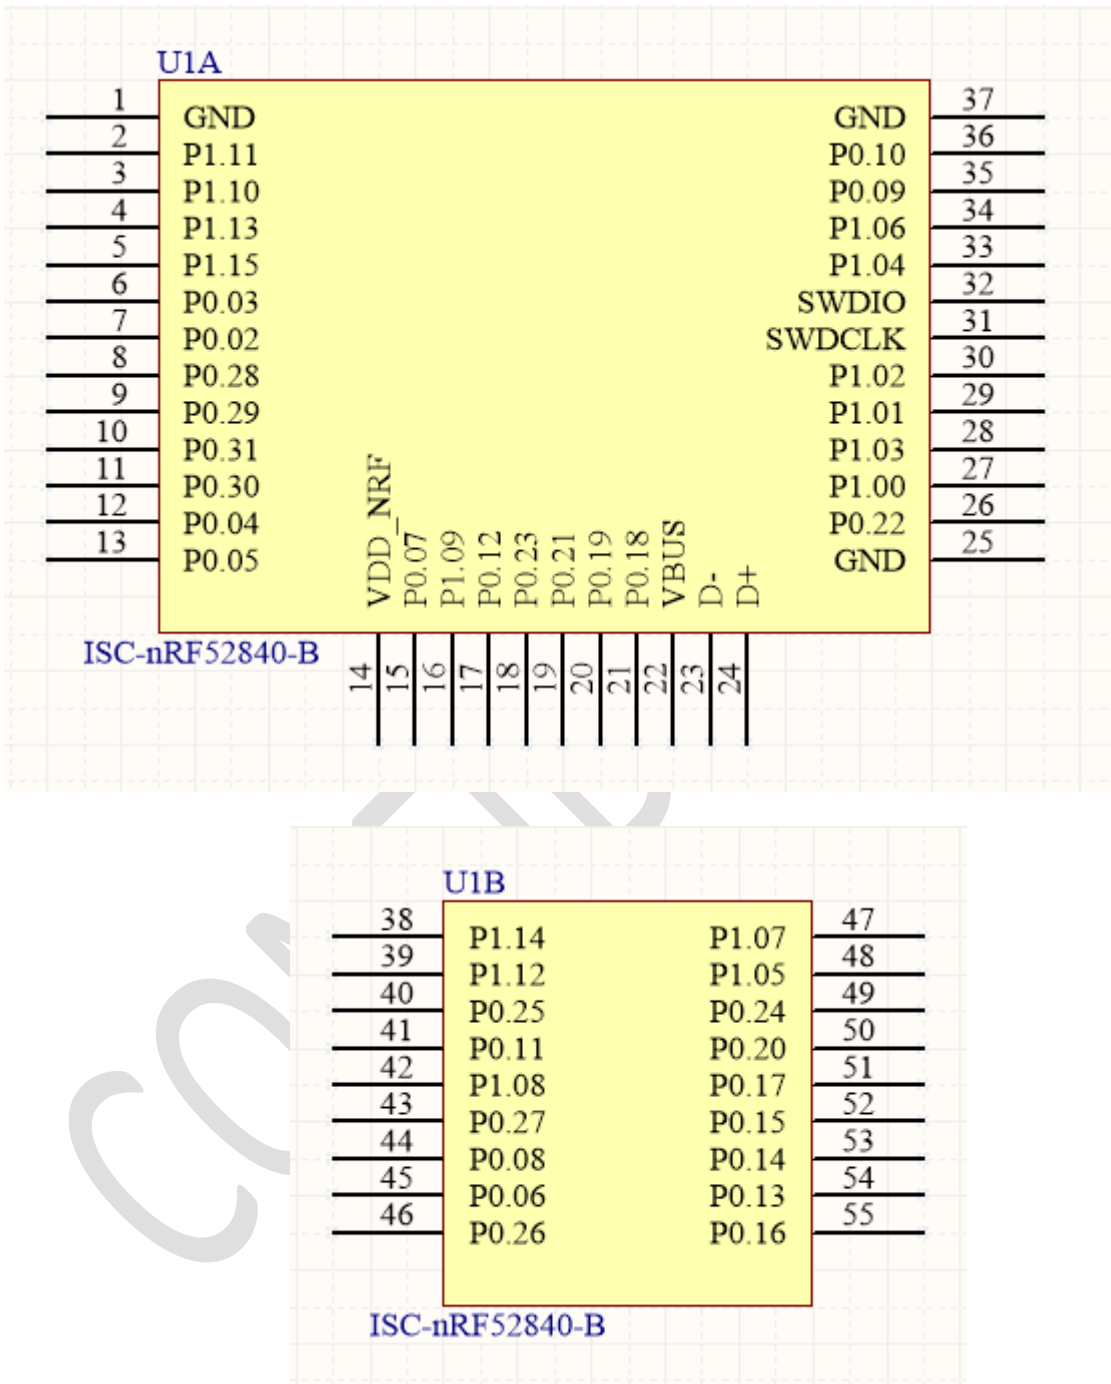 U1A
1 GND GND 37
2 P1.11 P0.10 36
3 P1.10 P0.09 35
4 P1.13 P1.06 34
5 P1.15 P1.04 33
6 P0.03 SWDIO 32
7 P0.02 SWDCLK 31
8 P0.28 P1.02 30
9 P0.29 P1.01 29
10 P0.31 P1.03 28
11 P0.30 P1.00 27
12 P0.04 P0.22 26
13 P0.05 GND 25
VDD_NRF P0.07 P1.09 P0.12 P0.23 P0.21 P0.19 P0.18 VBUS D- D+
ISC-nRF52840-B
14 15 16 17 18 19 20 21 22 23 24
U1B
38 P1.14 P1.07 47
39 P1.12 P1.05 48
40 P0.25 P0.24 49
41 P0.11 P0.20 50
42 P1.08 P0.17 51
43 P0.27 P0.15 52
44 P0.08 P0.14 53
45 P0.06 P0.13 54
46 P0.26 P0.16 55
ISC-nRF52840-B